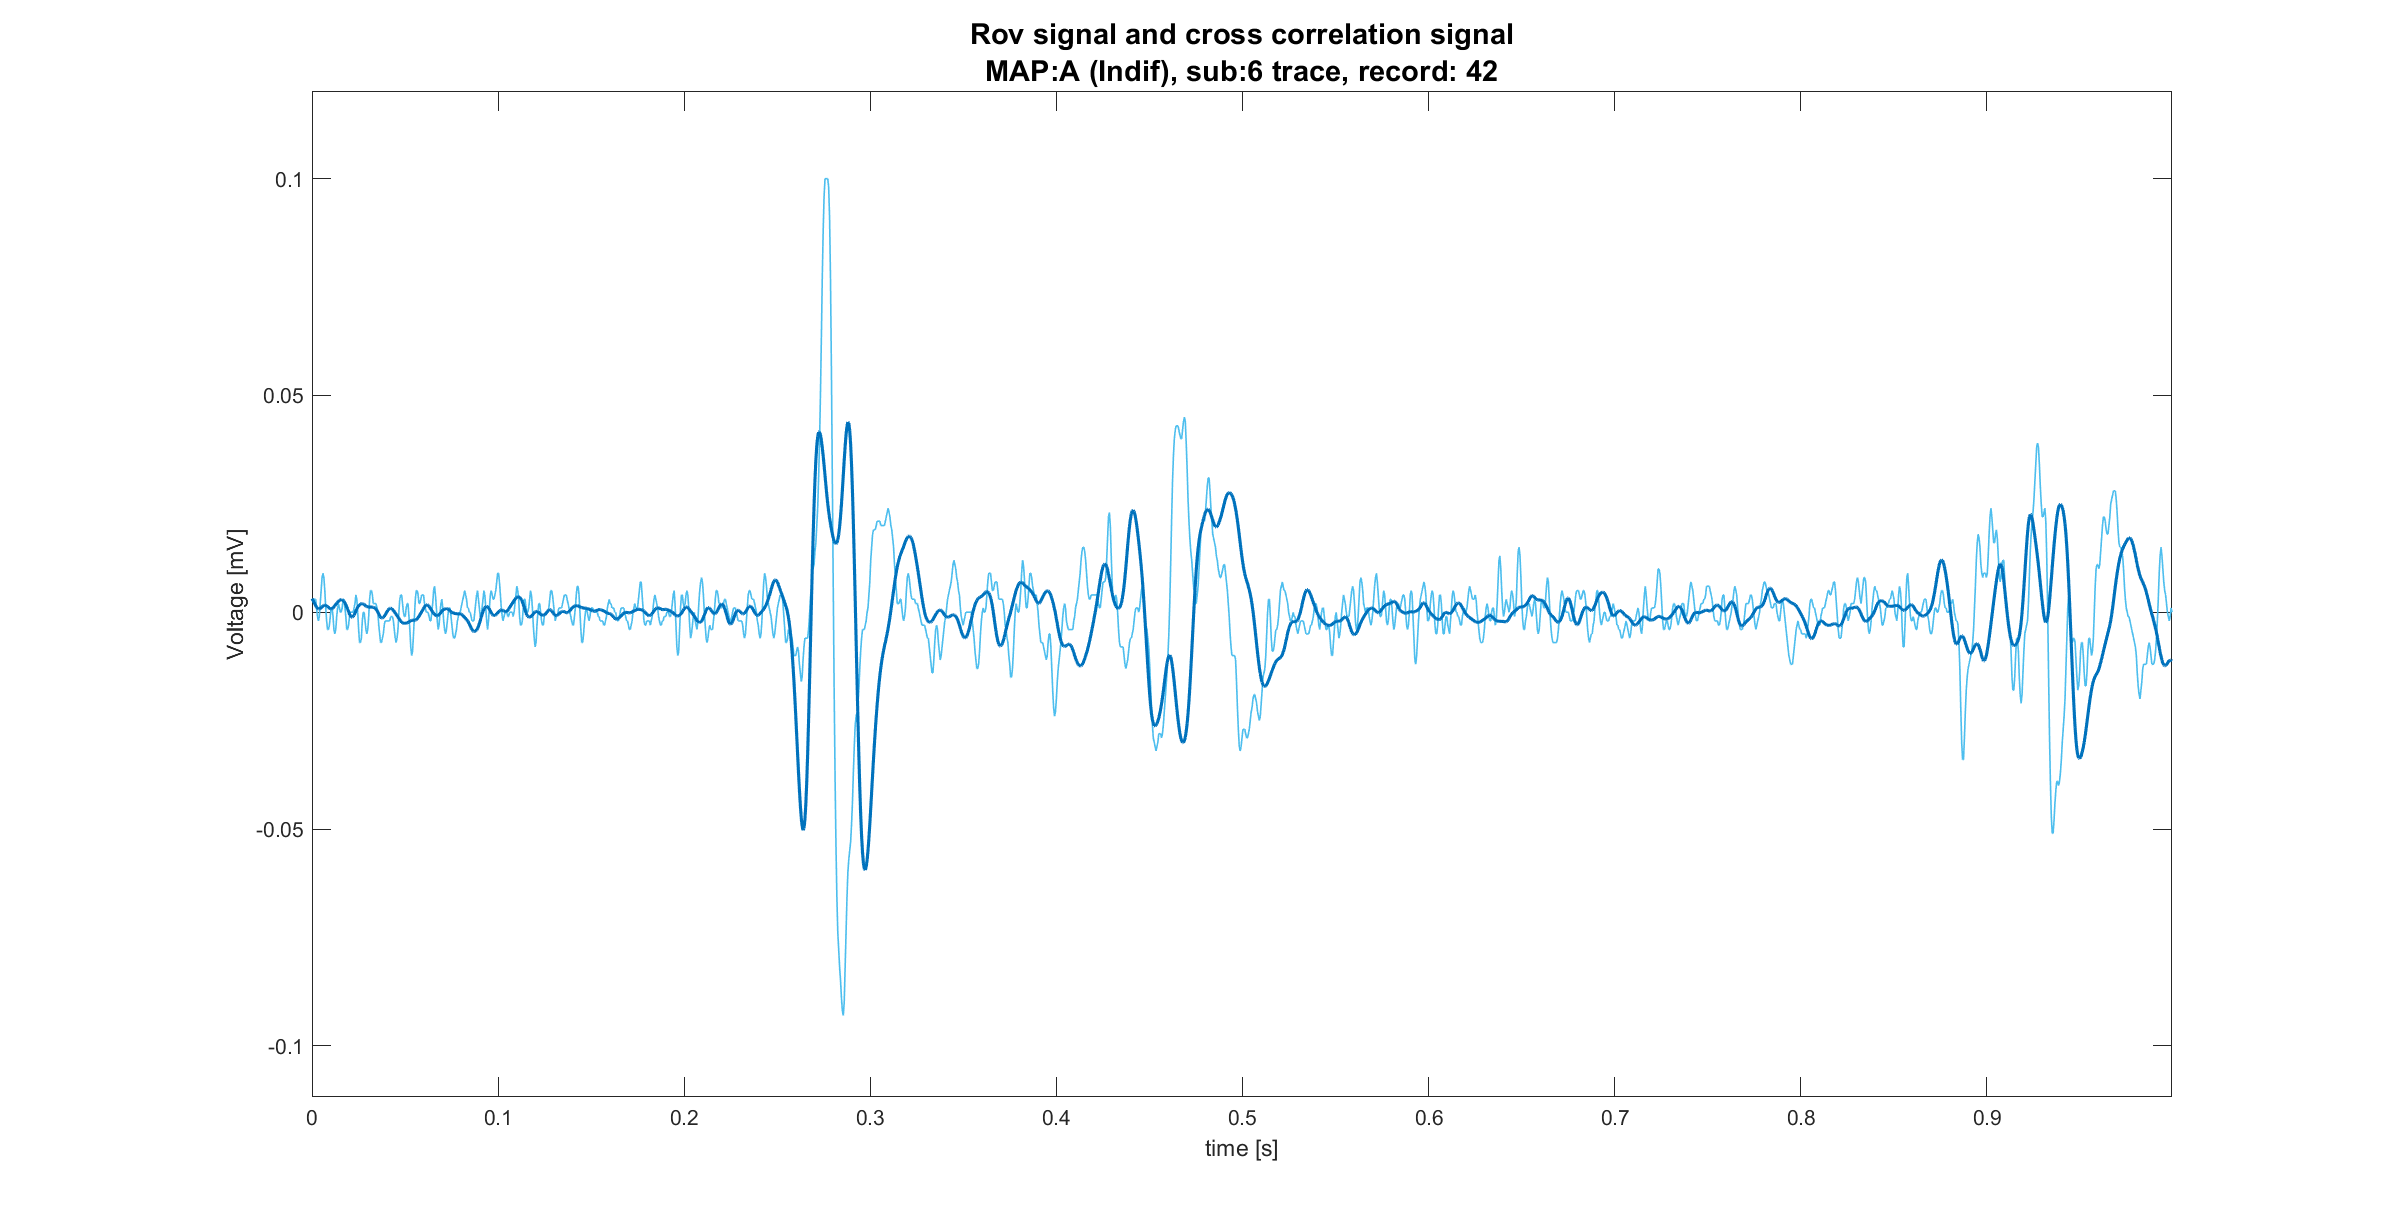 Rov signal and cross correlation signal
MAP:A (Indif), sub:6 trace, record: 42
0.1
0.05
0
-0.05
-0.1
Voltage [mV]
0 0.1 0.2 0.3 0.4 0.5 0.6 0.7 0.8 0.9
time [s]